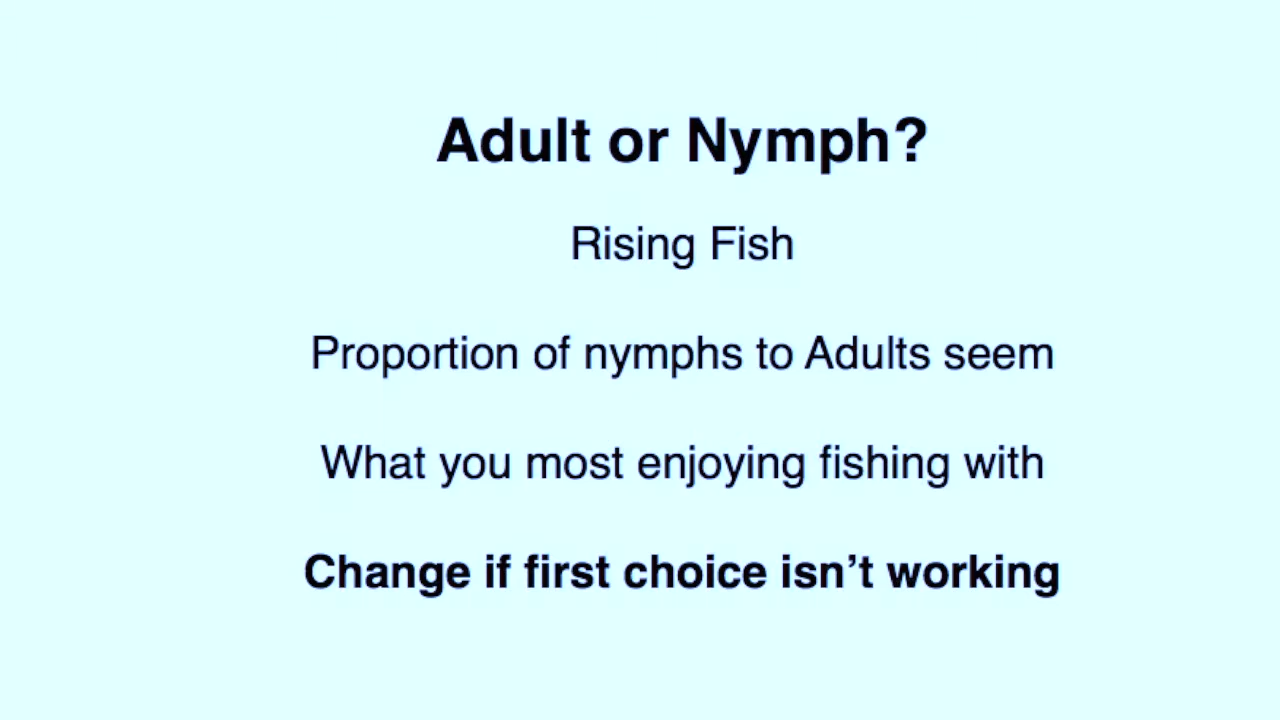 Adult or Nymph?
Rising Fish
Proportion of nymphs to Adults seem
What you most enjoying fishing with
Change if first choice isn’t working